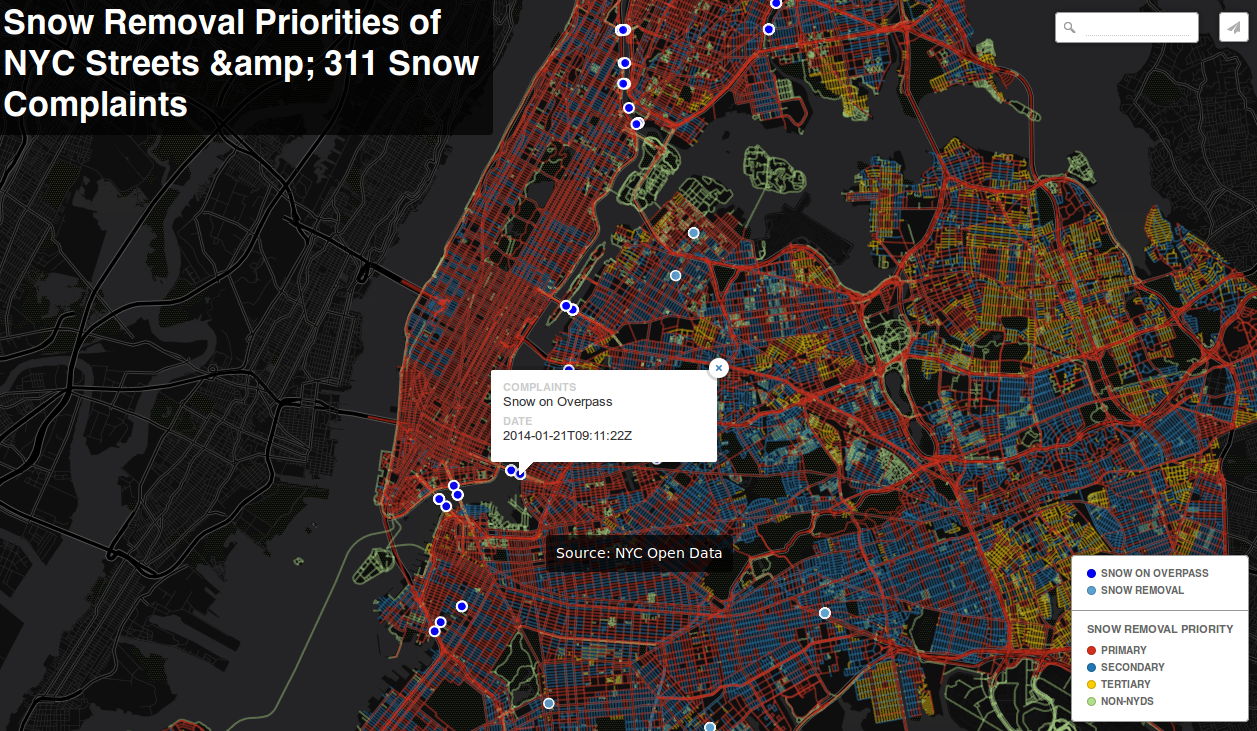 Snow Removal Priorities of
NYC Streets &amp; 311 Snow
Complaints
COMPLAINTS
Snow on Overpass
DATE
2014-01-21T09:11:22Z
Source: NYC Open Data
SNOW ON OVERPASS
SNOW REMOVAL
SNOW REMOVAL PRIORITY
PRIMARY
SECONDARY
TERTIARY
NON-NYDS